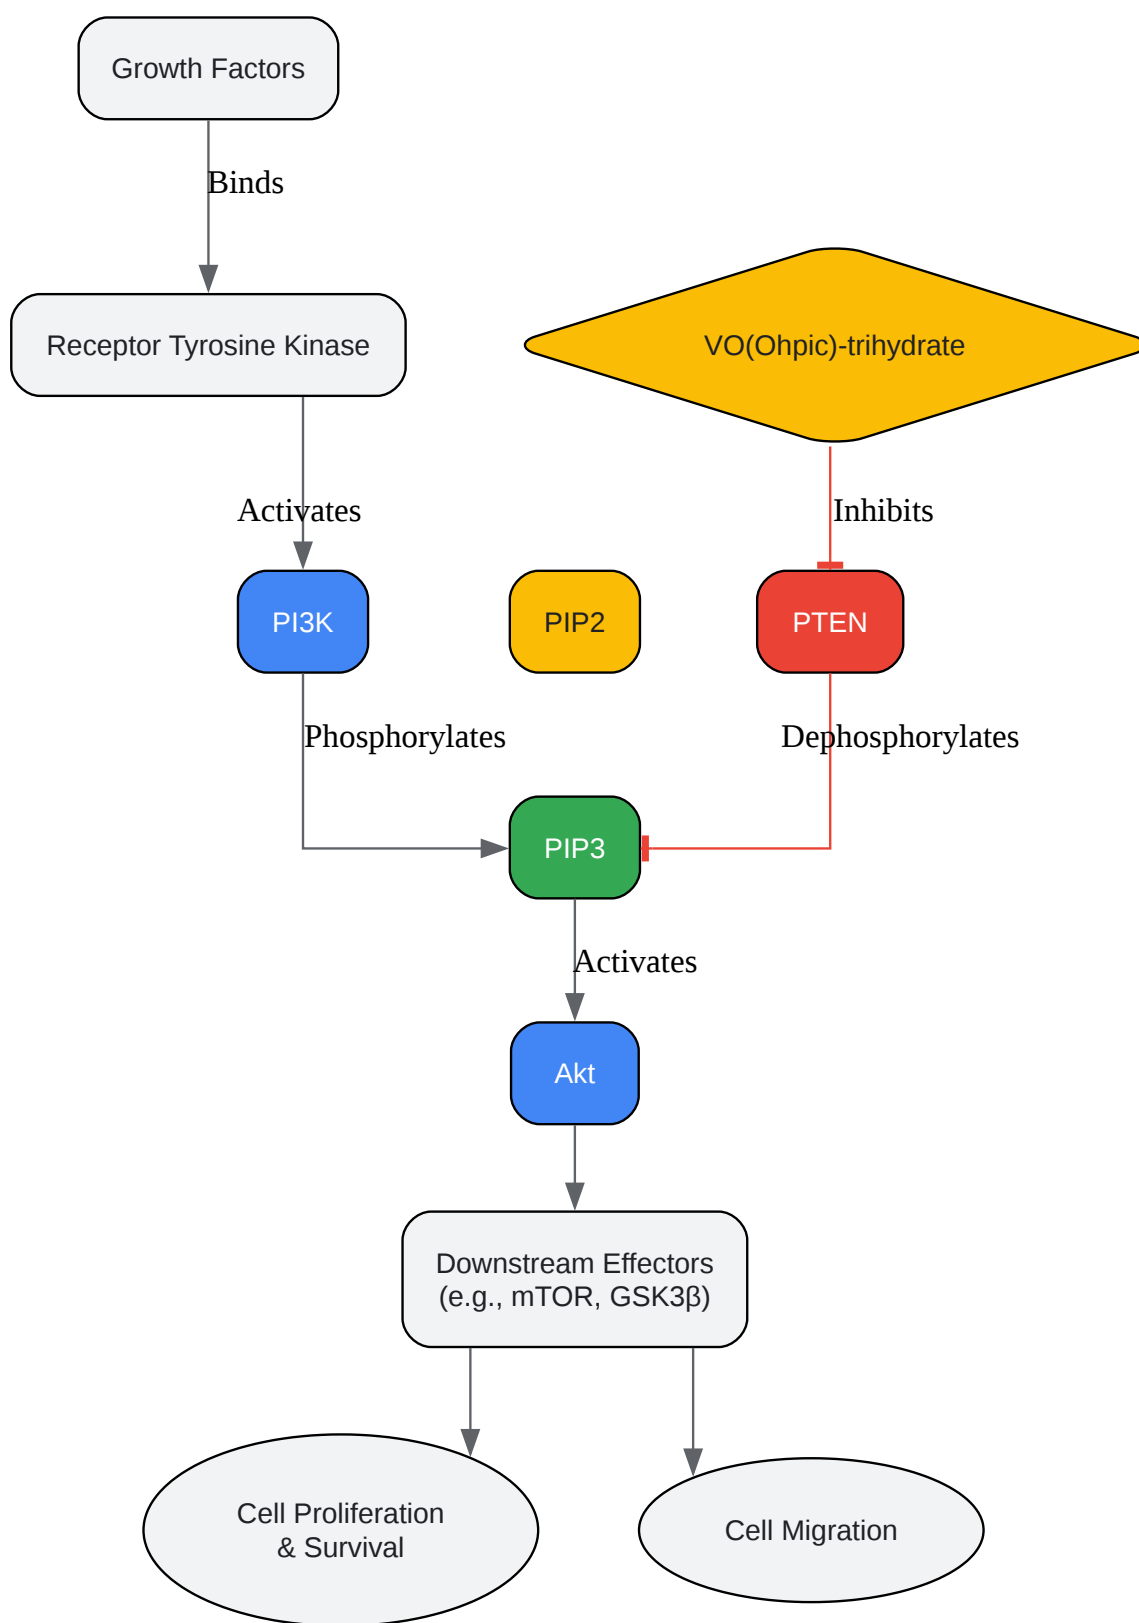 Growth Factors
Binds
Receptor Tyrosine Kinase
VO(Ohpic)-trihydrate
Activates
Inhibits
PI3K
PIP2
PTEN
Phosphorylates
Dephosphorylates
PIP3
Activates
Akt
Downstream Effectors
(e.g., mTOR, GSK3β)
Cell Proliferation
& Survival
Cell Migration